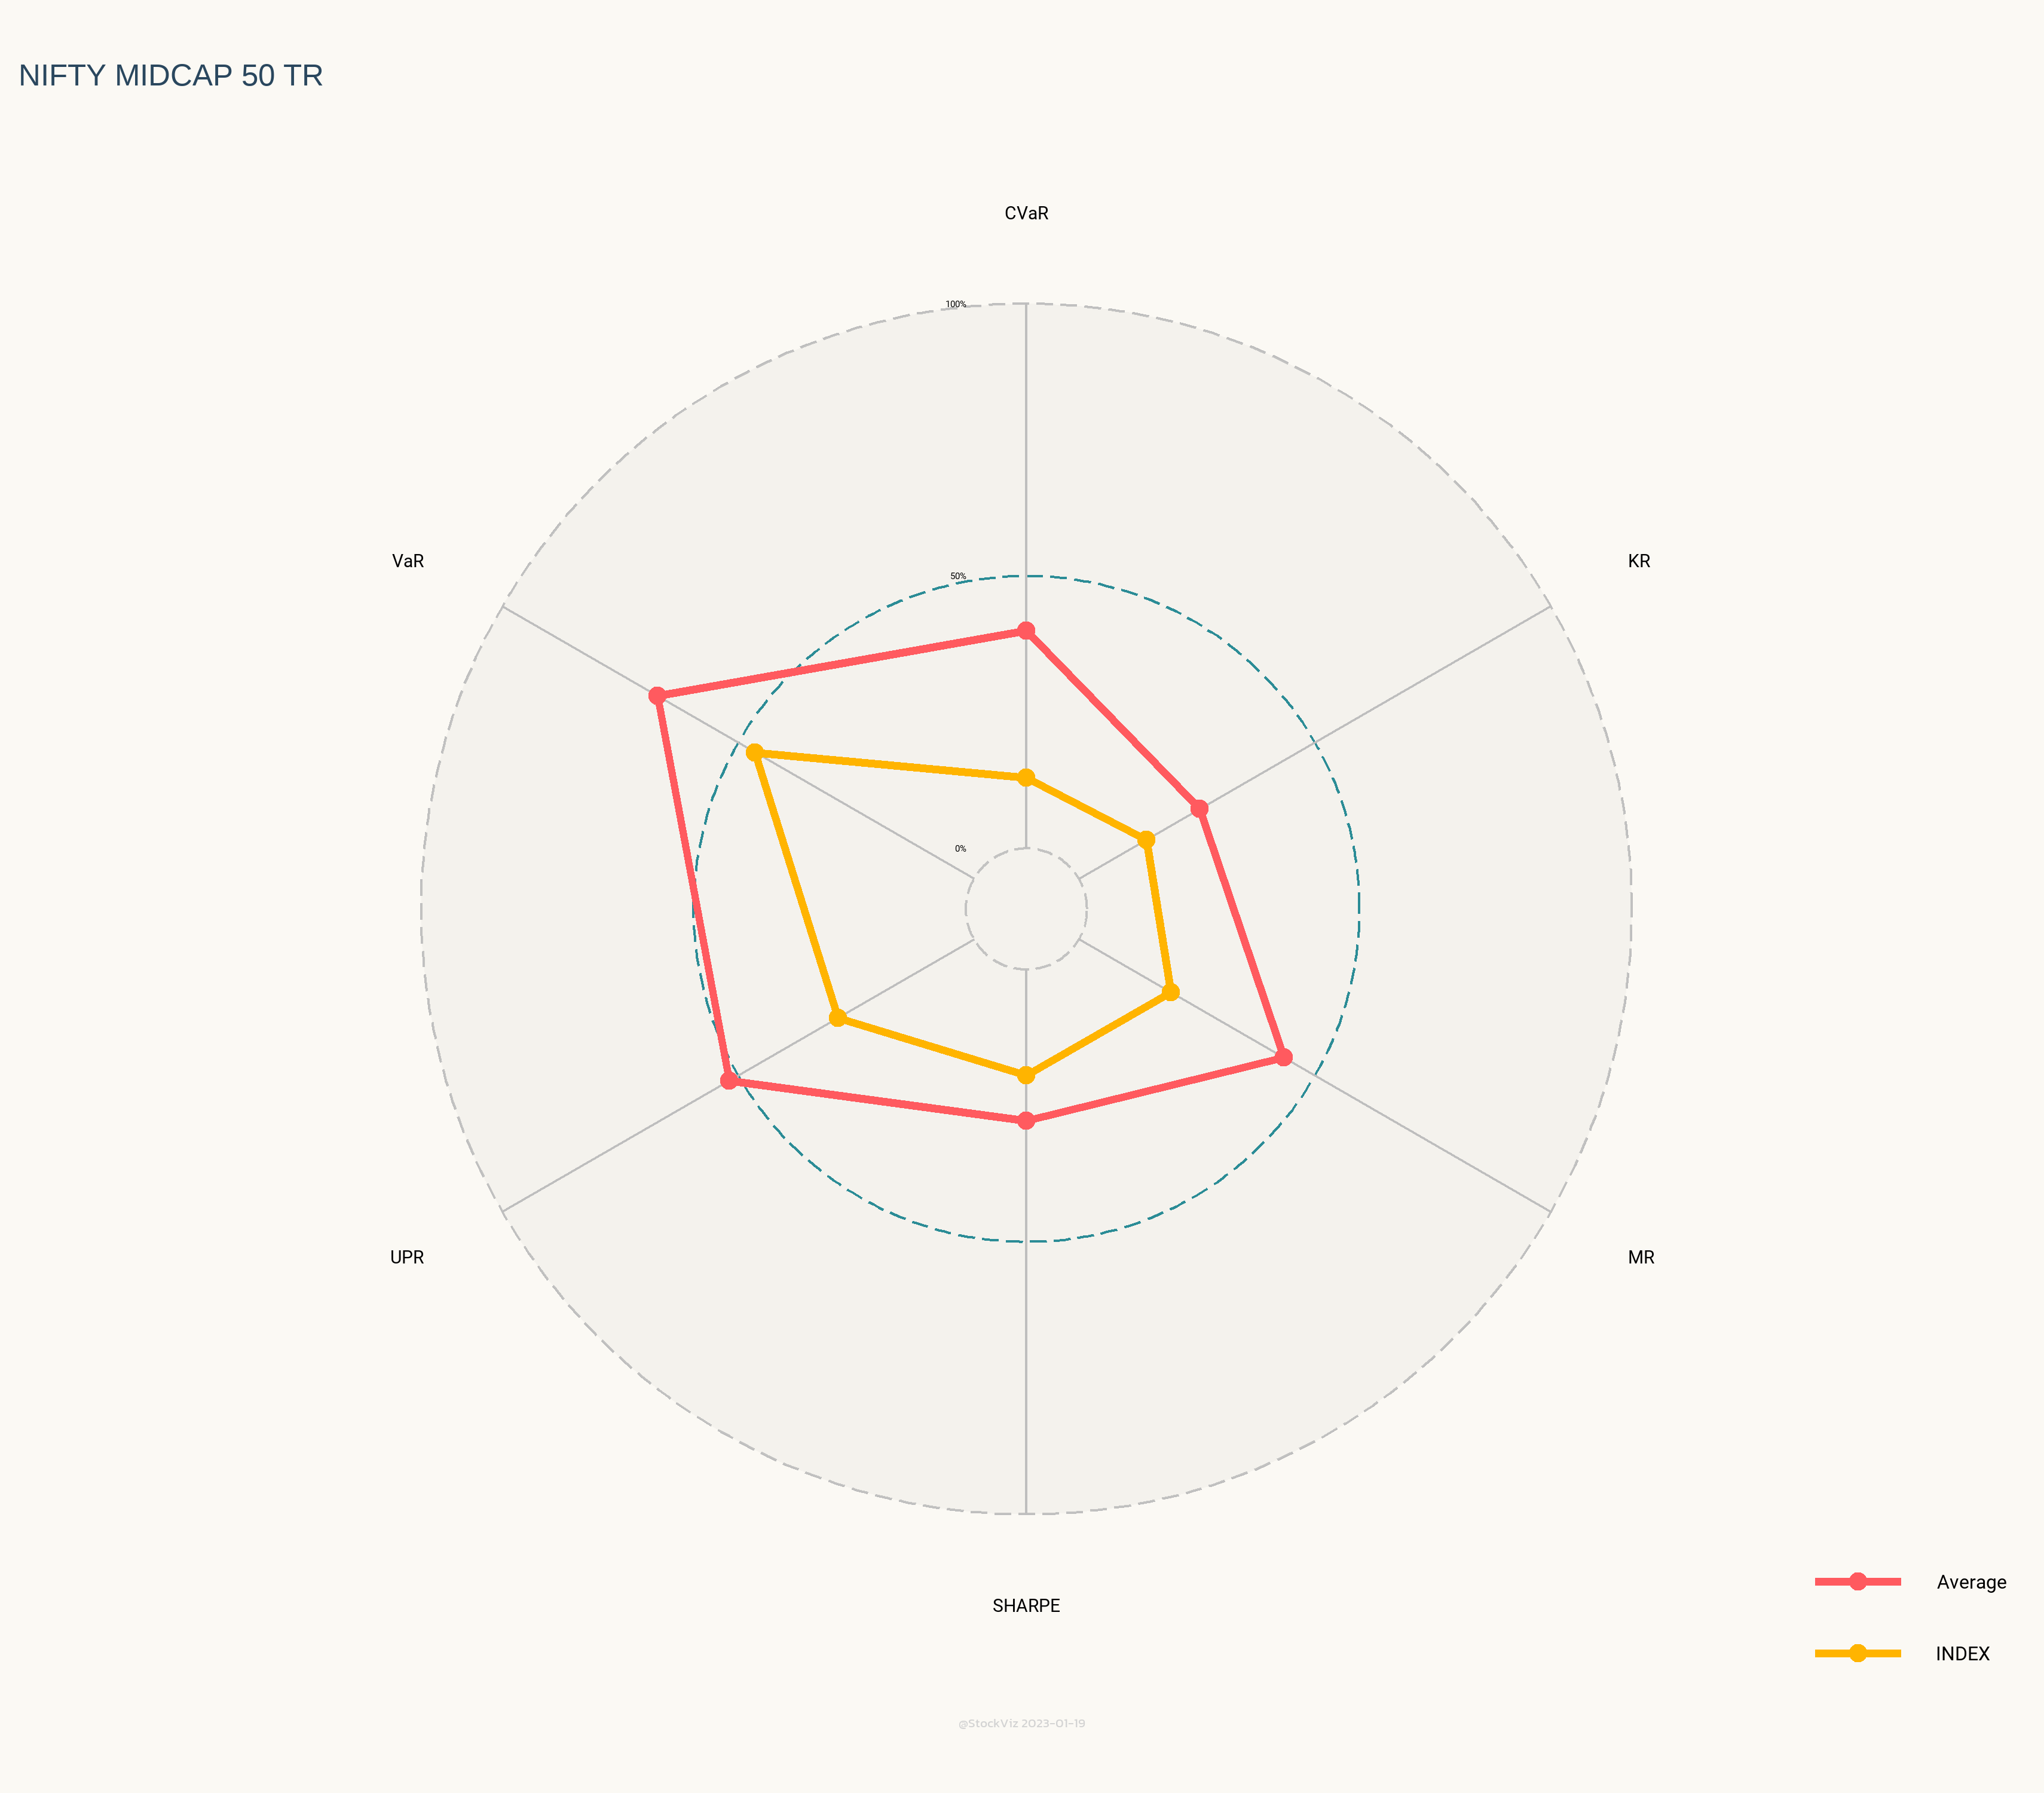 NIFTY MIDCAP 50 TR
CVaR
100%
KR
VaR
50%
0%
UPR
MR
SHARPE
Average
INDEX
@StockViz 2023-01-19